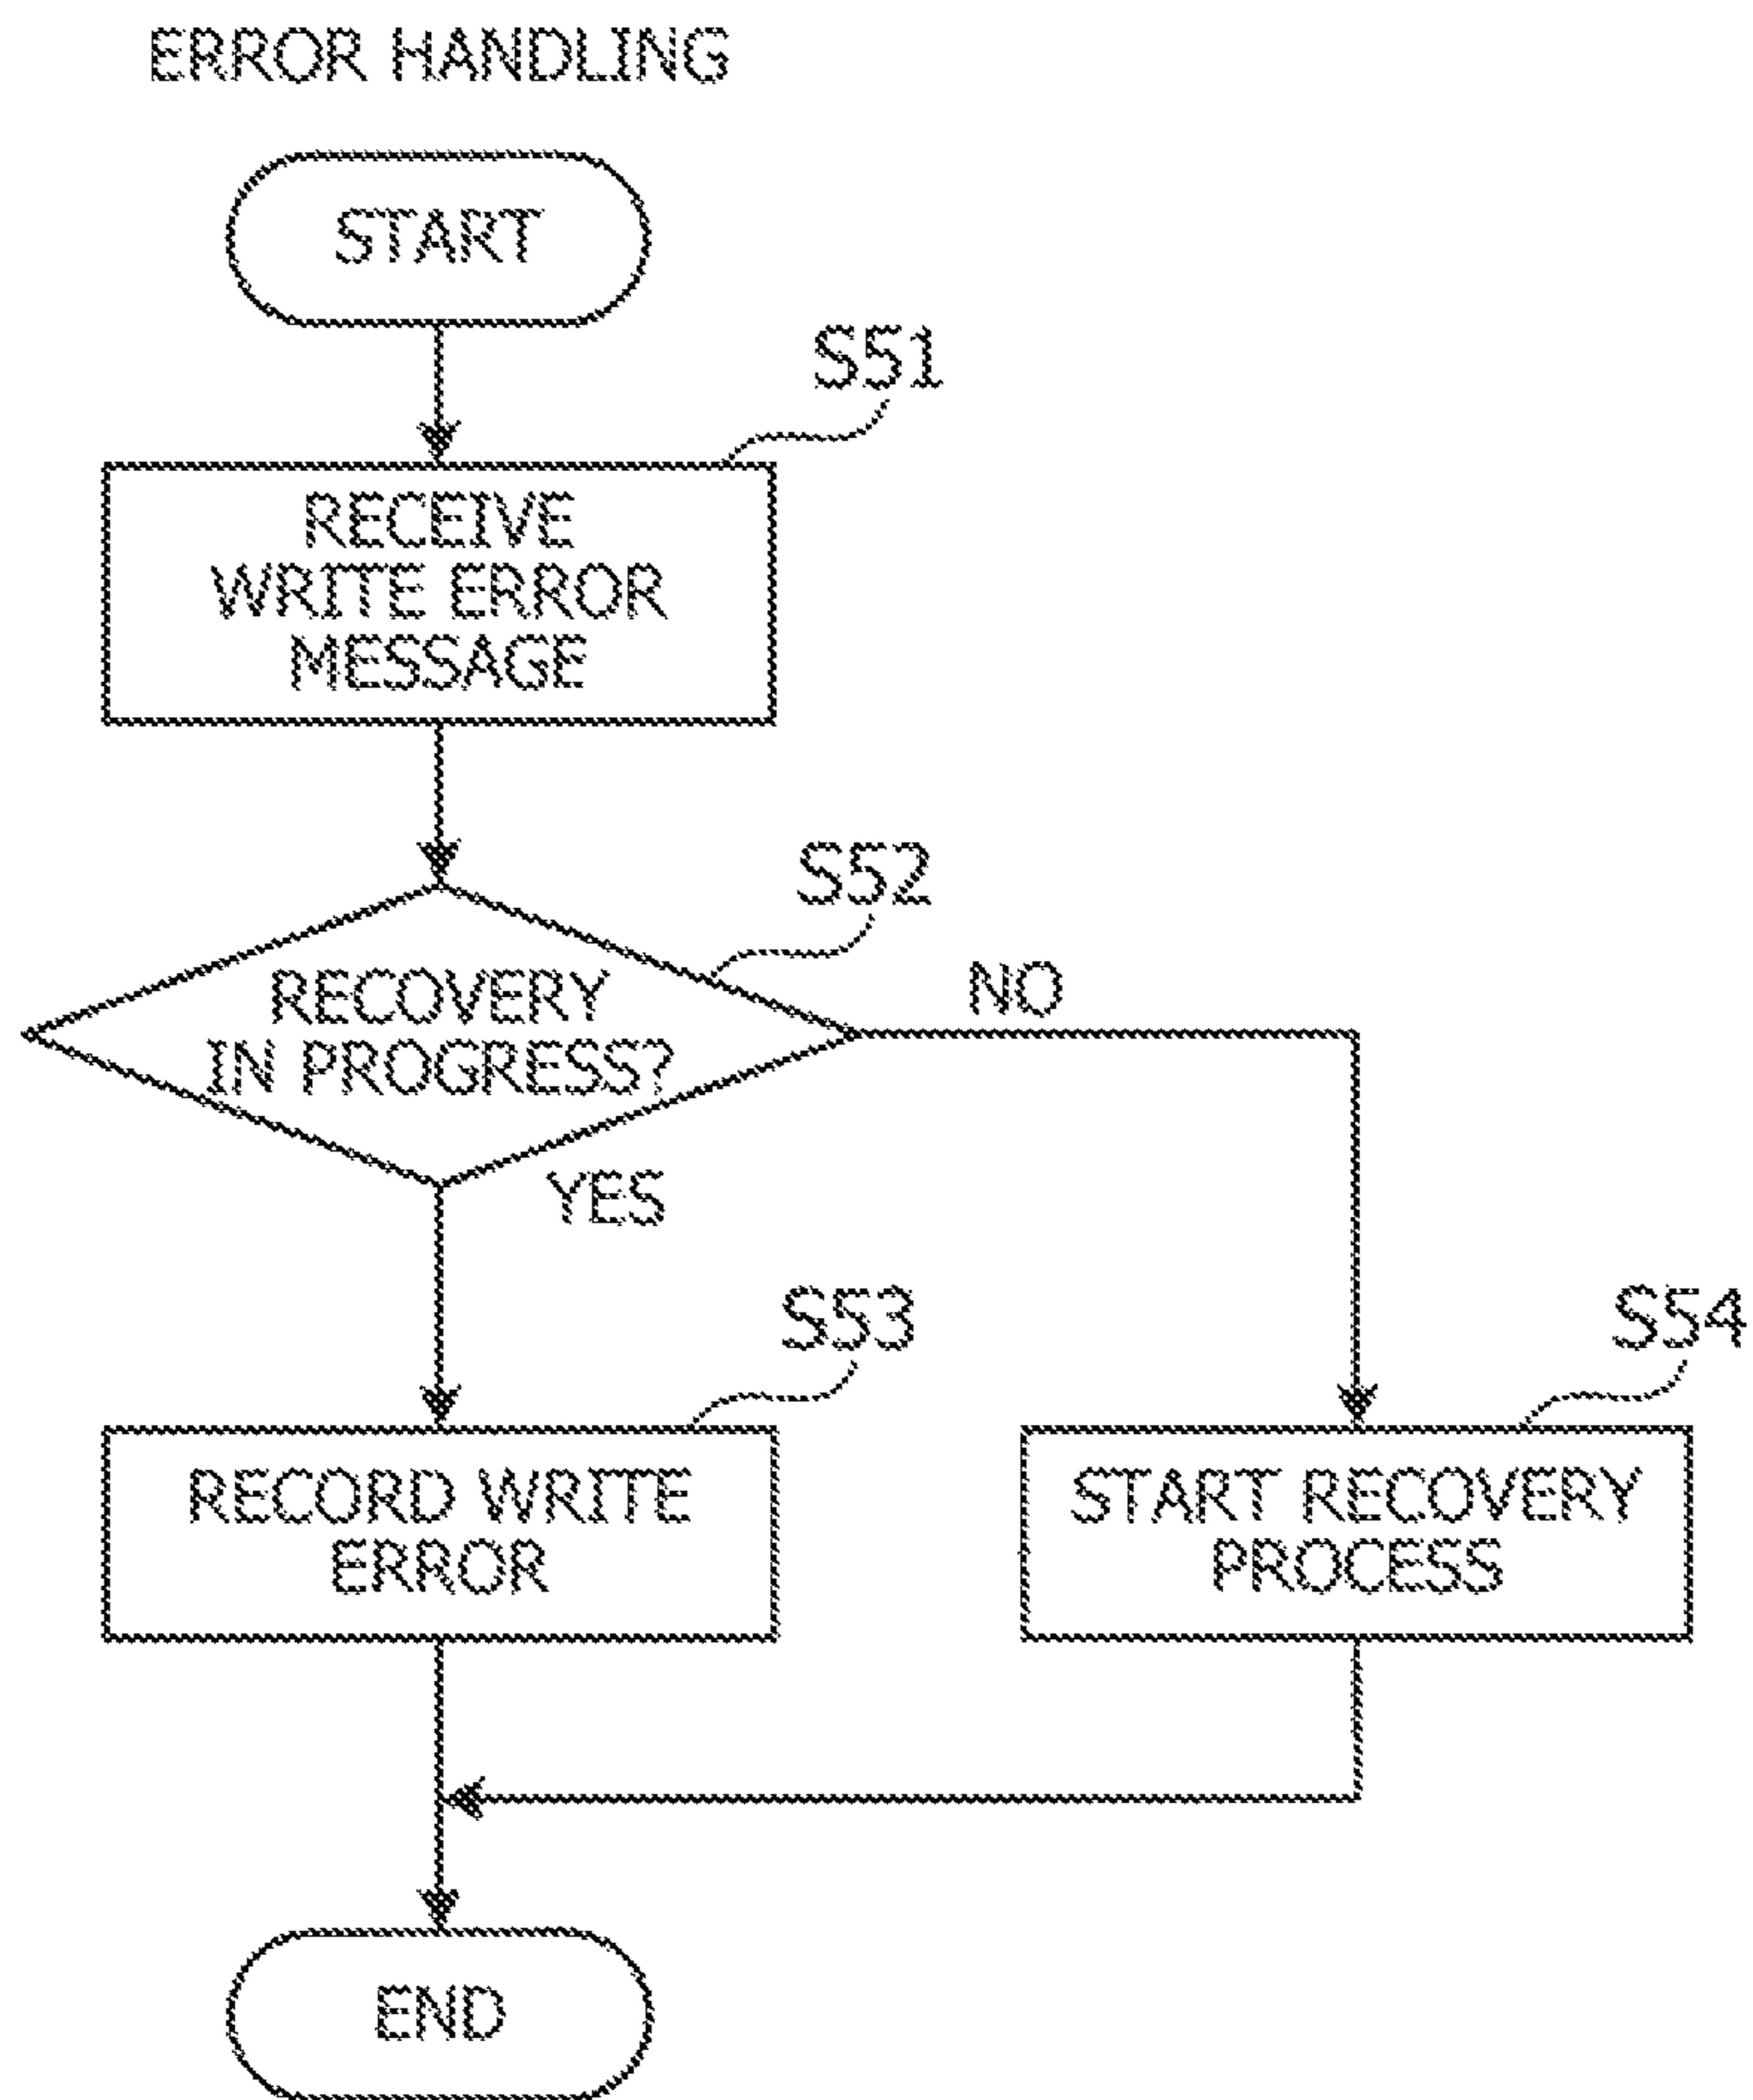 ERROR HANDLING
START
S51
RECEIVE
WRITE ERROR
MESSAGE
S52
RECOVERY
IN PROGRESS?
NO
YES
S53
RECORD WRITE
ERROR
S54
START RECOVERY
PROCESS
END